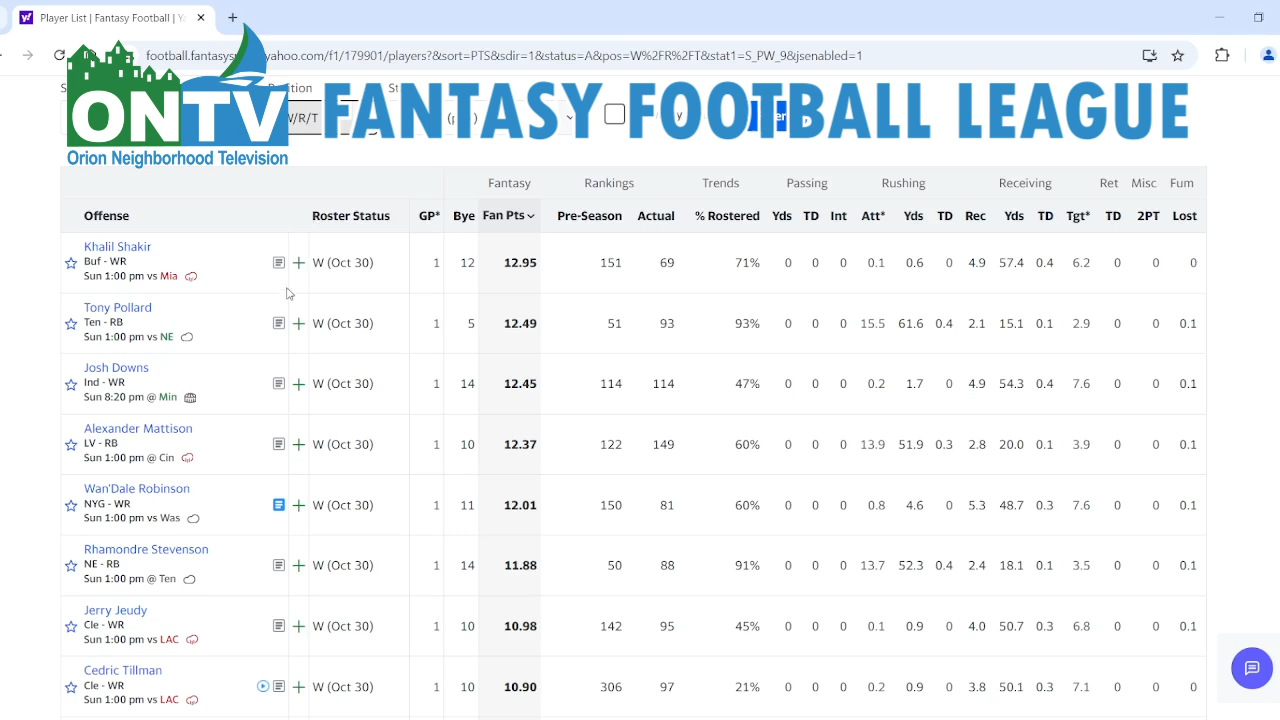 Player List | Fantasy Football | Y
football.fantasys yahoo.com/f1/179901/players?&sort=PTS&sdir=1&status=A&pos=W%2FR%2FT&stat1=S_PW_9&jsenabled=1
ONTV
Orion Neighborhood Television
FANTASY FOOTBALL LEAGUE
W/R/T
Fantasy Rankings Trends Passing Rushing Receiving Ret Misc Fum
Offense Roster Status GP* Bye Fan Pts Pre-Season Actual % Rostered Yds TD Int Att* Yds TD Rec Yds TD Tgt* TD 2PT Lost
Khalil Shakir
Buf - WR
Sun 1:00 pm vs Mia
W (Oct 30) 1 12 12.95 151 69 71% 0 0 0 0.1 0.6 0 4.9 57.4 0.4 6.2 0 0 0
Tony Pollard
Ten - RB
Sun 1:00 pm vs NE
W (Oct 30) 1 5 12.49 51 93 93% 0 0 0 15.5 61.6 0.4 2.1 15.1 0.1 2.9 0 0 0.1
Josh Downs
Ind - WR
Sun 8:20 pm @ Min
W (Oct 30) 1 14 12.45 114 114 47% 0 0 0 0.2 1.7 0 4.9 54.3 0.4 7.6 0 0 0.1
Alexander Mattison
LV - RB
Sun 1:00 pm @ Cin
W (Oct 30) 1 10 12.37 122 149 60% 0 0 0 13.9 51.9 0.3 2.8 20.0 0.1 3.9 0 0 0.1
Wan'Dale Robinson
NYG - WR
Sun 1:00 pm vs Was
W (Oct 30) 1 11 12.01 150 81 60% 0 0 0 0.8 4.6 0 5.3 48.7 0.3 7.6 0 0 0.1
Rhamondre Stevenson
NE - RB
Sun 1:00 pm @ Ten
W (Oct 30) 1 14 11.88 50 88 91% 0 0 0 13.7 52.3 0.4 2.4 18.1 0.1 3.5 0 0 0.1
Jerry Jeudy
Cle - WR
Sun 1:00 pm vs LAC
W (Oct 30) 1 10 10.98 142 95 45% 0 0 0 0.1 0.9 0 4.0 50.7 0.3 6.8 0 0 0.1
Cedric Tillman
Cle - WR
Sun 1:00 pm vs LAC
W (Oct 30) 1 10 10.90 306 97 21% 0 0 0 0.2 0.9 0 3.8 50.1 0.3 7.1 0 0 0